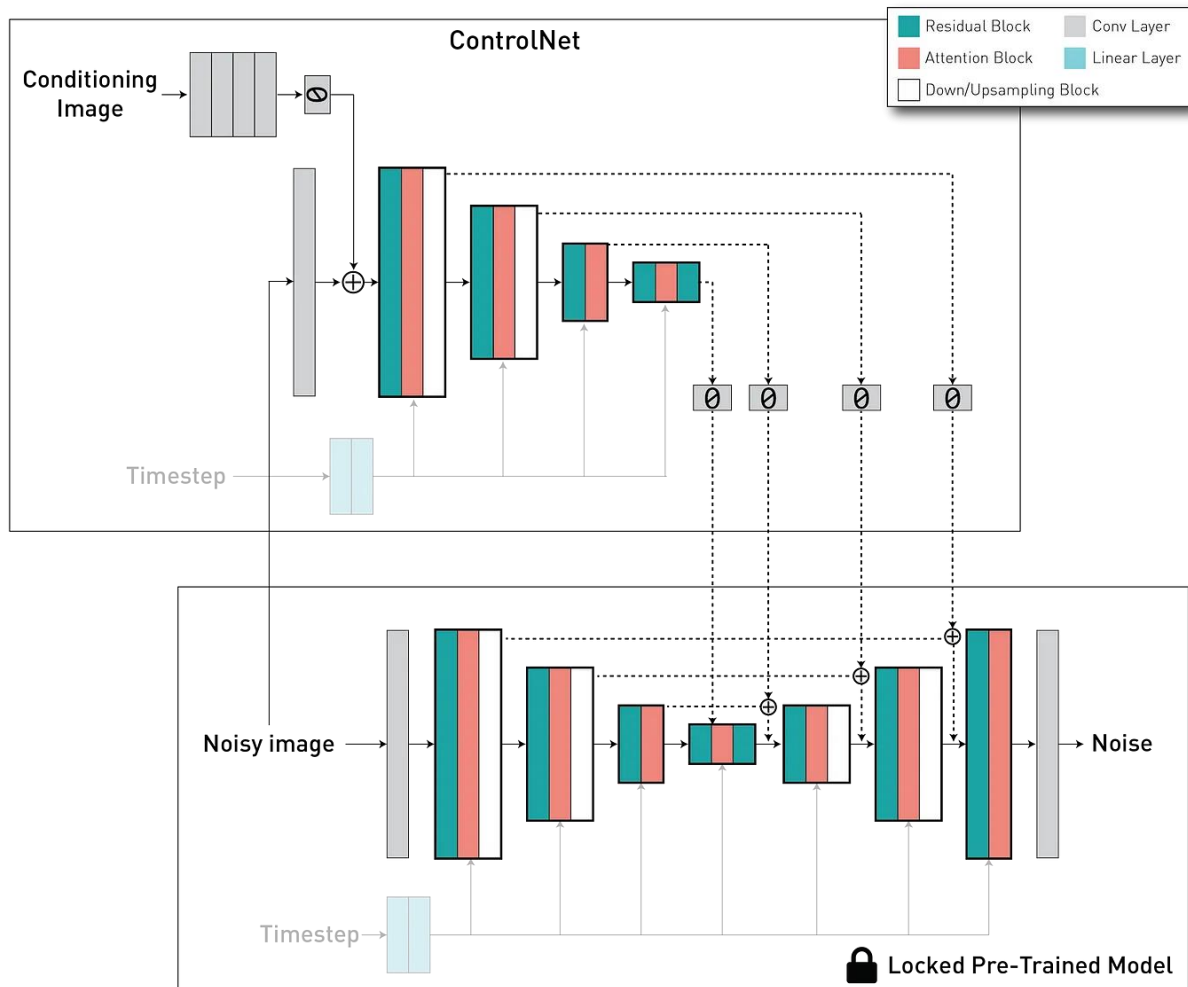 ControlNet
Residual Block
Conv Layer
Attention Block
Linear Layer
Down/Upsampling Block
Conditioning
Image
0
0
0
0
0
Timestep
Noisy image
Noise
Timestep
Locked Pre-Trained Model